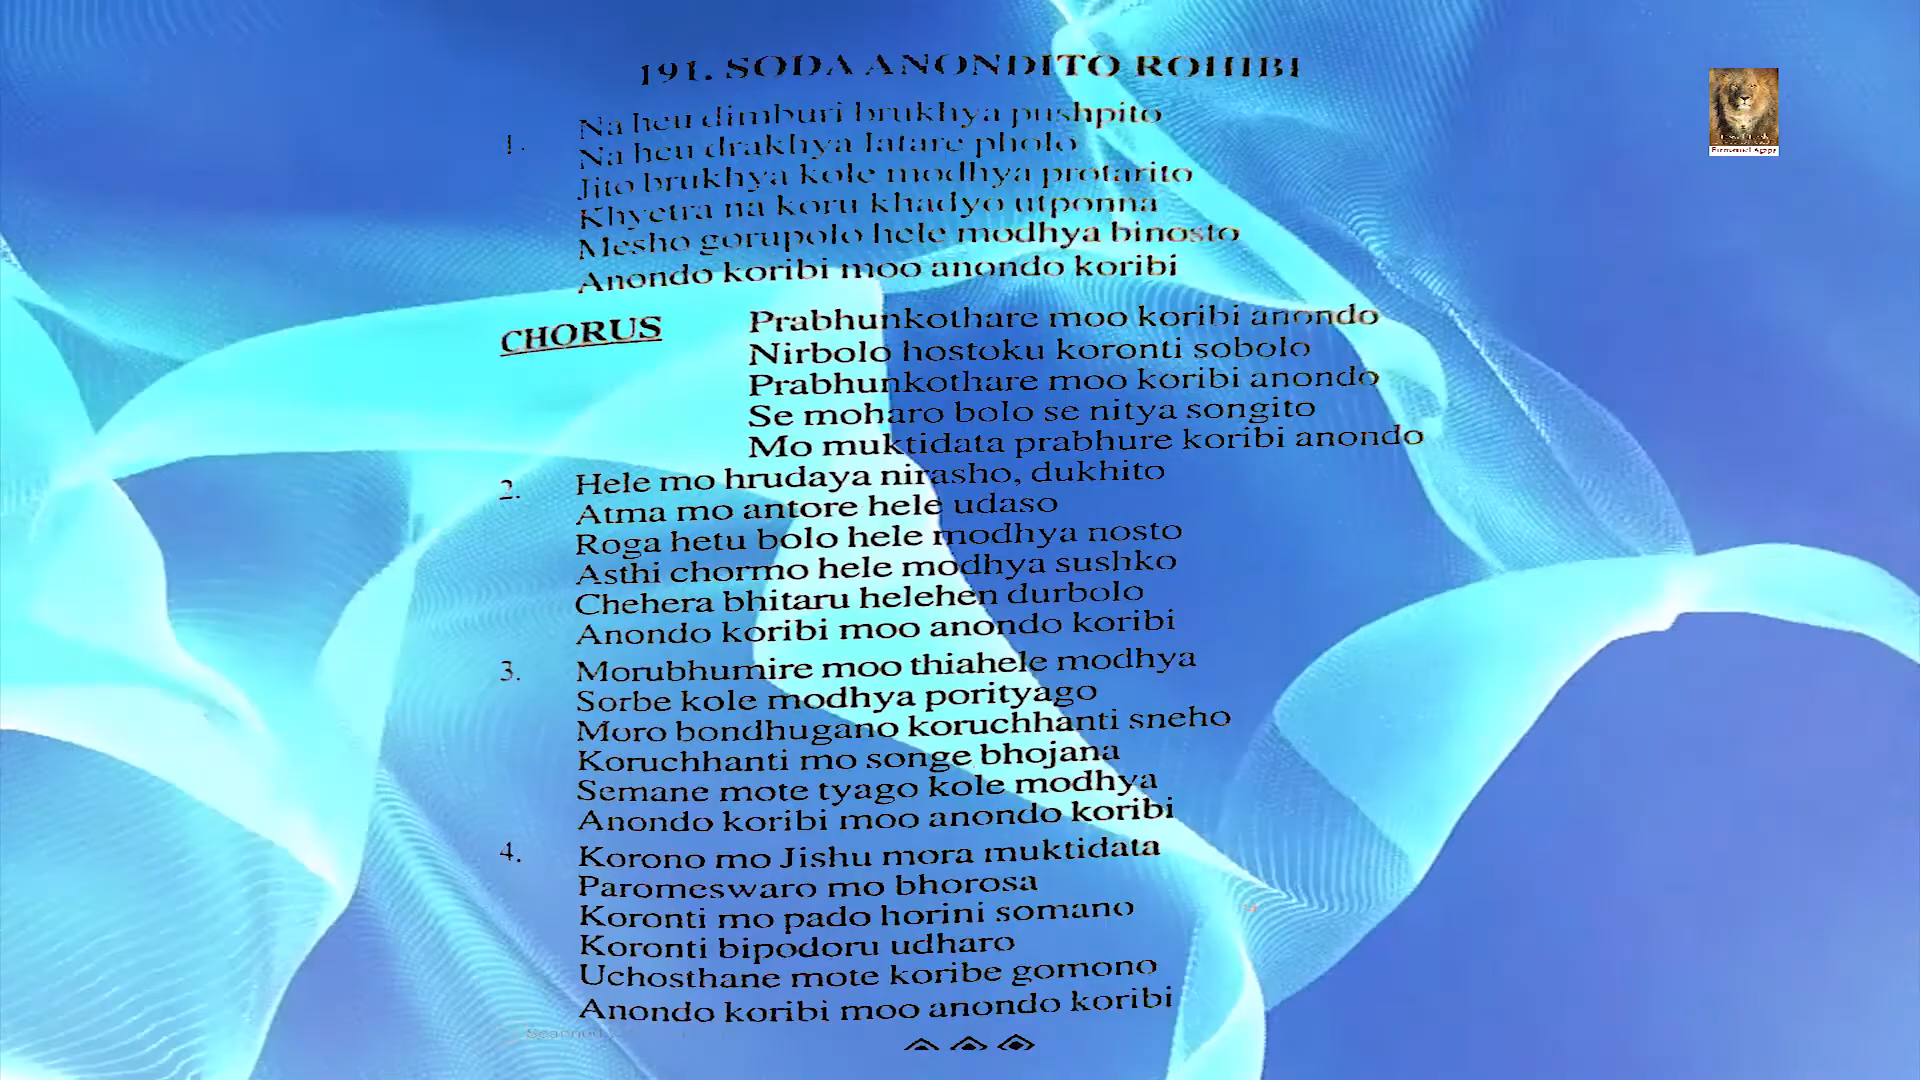 191. SODA ANONDITO ROHIBI
1. Na heu dimburi brukhya pushpito
Na heu drakhya latare pholo
Jito brukhya kole modhya protarito
Khyetra na koru khadyo utponna
Mesho gorupolo hele modhya binosto
Anondo koribi moo anondo koribi
CHORUS Prabhunkothare moo koribi anondo
Nirbolo hostoku koronti sobolo
Prabhunkothare moo koribi anondo
Se moharo bolo se nitya songito
Mo muktidata prabhure koribi anondo
2. Hele mo hrudaya nirasho, dukhito
Atma mo antore hele udaso
Roga hetu bolo hele modhya nosto
Asthi chormo hele modhya sushko
Chehera bhitaru helehen durbolo
Anondo koribi moo anondo koribi
3. Morubhumire moo thiahele modhya
Sorbe kole modhya porityago
Moro bondhugano koruchhanti sneho
Koruchhanti mo songe bhojana
Semane mote tyago kole modhya
Anondo koribi moo anondo koribi
4. Korono mo Jishu mora muktidata
Paromeswaro mo bhorosa
Koronti mo pado horini somano
Koronti bipodoru udharo
Uchosthane mote koribe gomono
Anondo koribi moo anondo koribi
Scanned